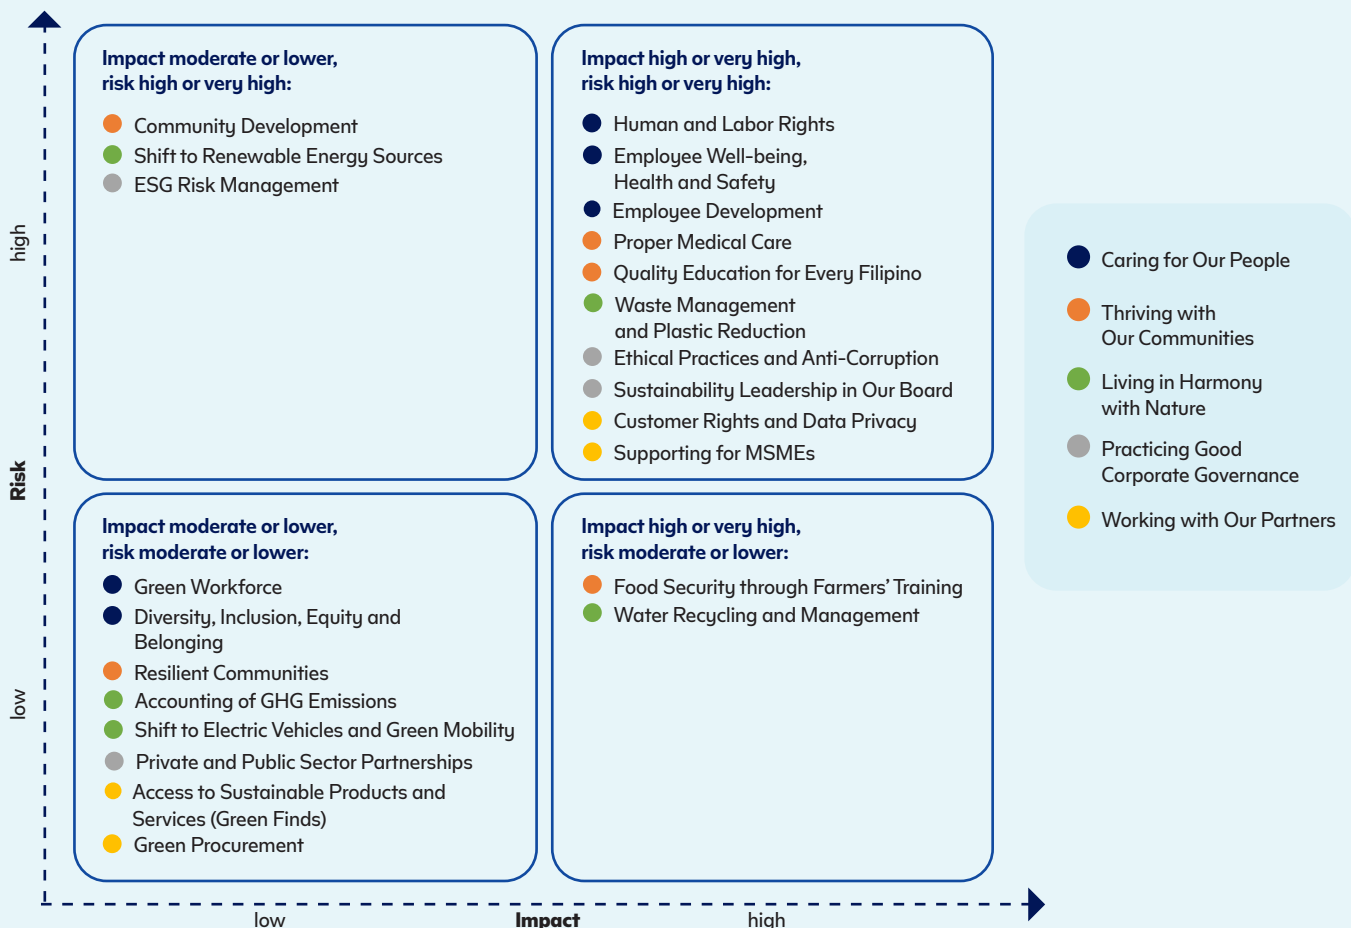 Impact moderate or lower,
risk high or very high:
Community Development
Shift to Renewable Energy Sources
ESG Risk Management
Impact high or very high,
risk high or very high:
Human and Labor Rights
Employee Well-being,
Health and Safety
Employee Development
Proper Medical Care
Quality Education for Every Filipino
Waste Management
and Plastic Reduction
Ethical Practices and Anti-Corruption
Sustainability Leadership in Our Board
Customer Rights and Data Privacy
Supporting for MSMEs
Impact moderate or lower,
risk moderate or lower:
Green Workforce
Diversity, Inclusion, Equity and
Belonging
Resilient Communities
Accounting of GHG Emissions
Shift to Electric Vehicles and Green Mobility
Private and Public Sector Partnerships
Access to Sustainable Products and
Services (Green Finds)
Green Procurement
Impact high or very high,
risk moderate or lower:
Food Security through Farmers’ Training
Water Recycling and Management
high
Risk
low
low
Impact
high
Caring for Our People
Thriving with
Our Communities
Living in Harmony
with Nature
Practicing Good
Corporate Governance
Working with Our Partners